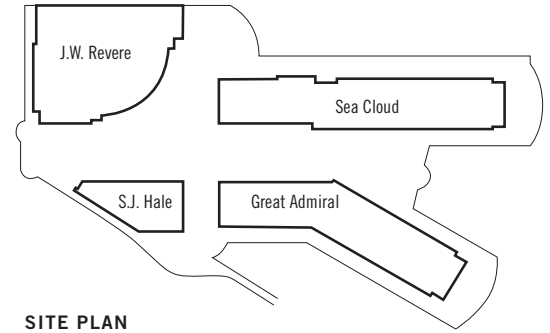 J.W. Revere
Sea Cloud
S.J. Hale
Great Admiral
SITE PLAN